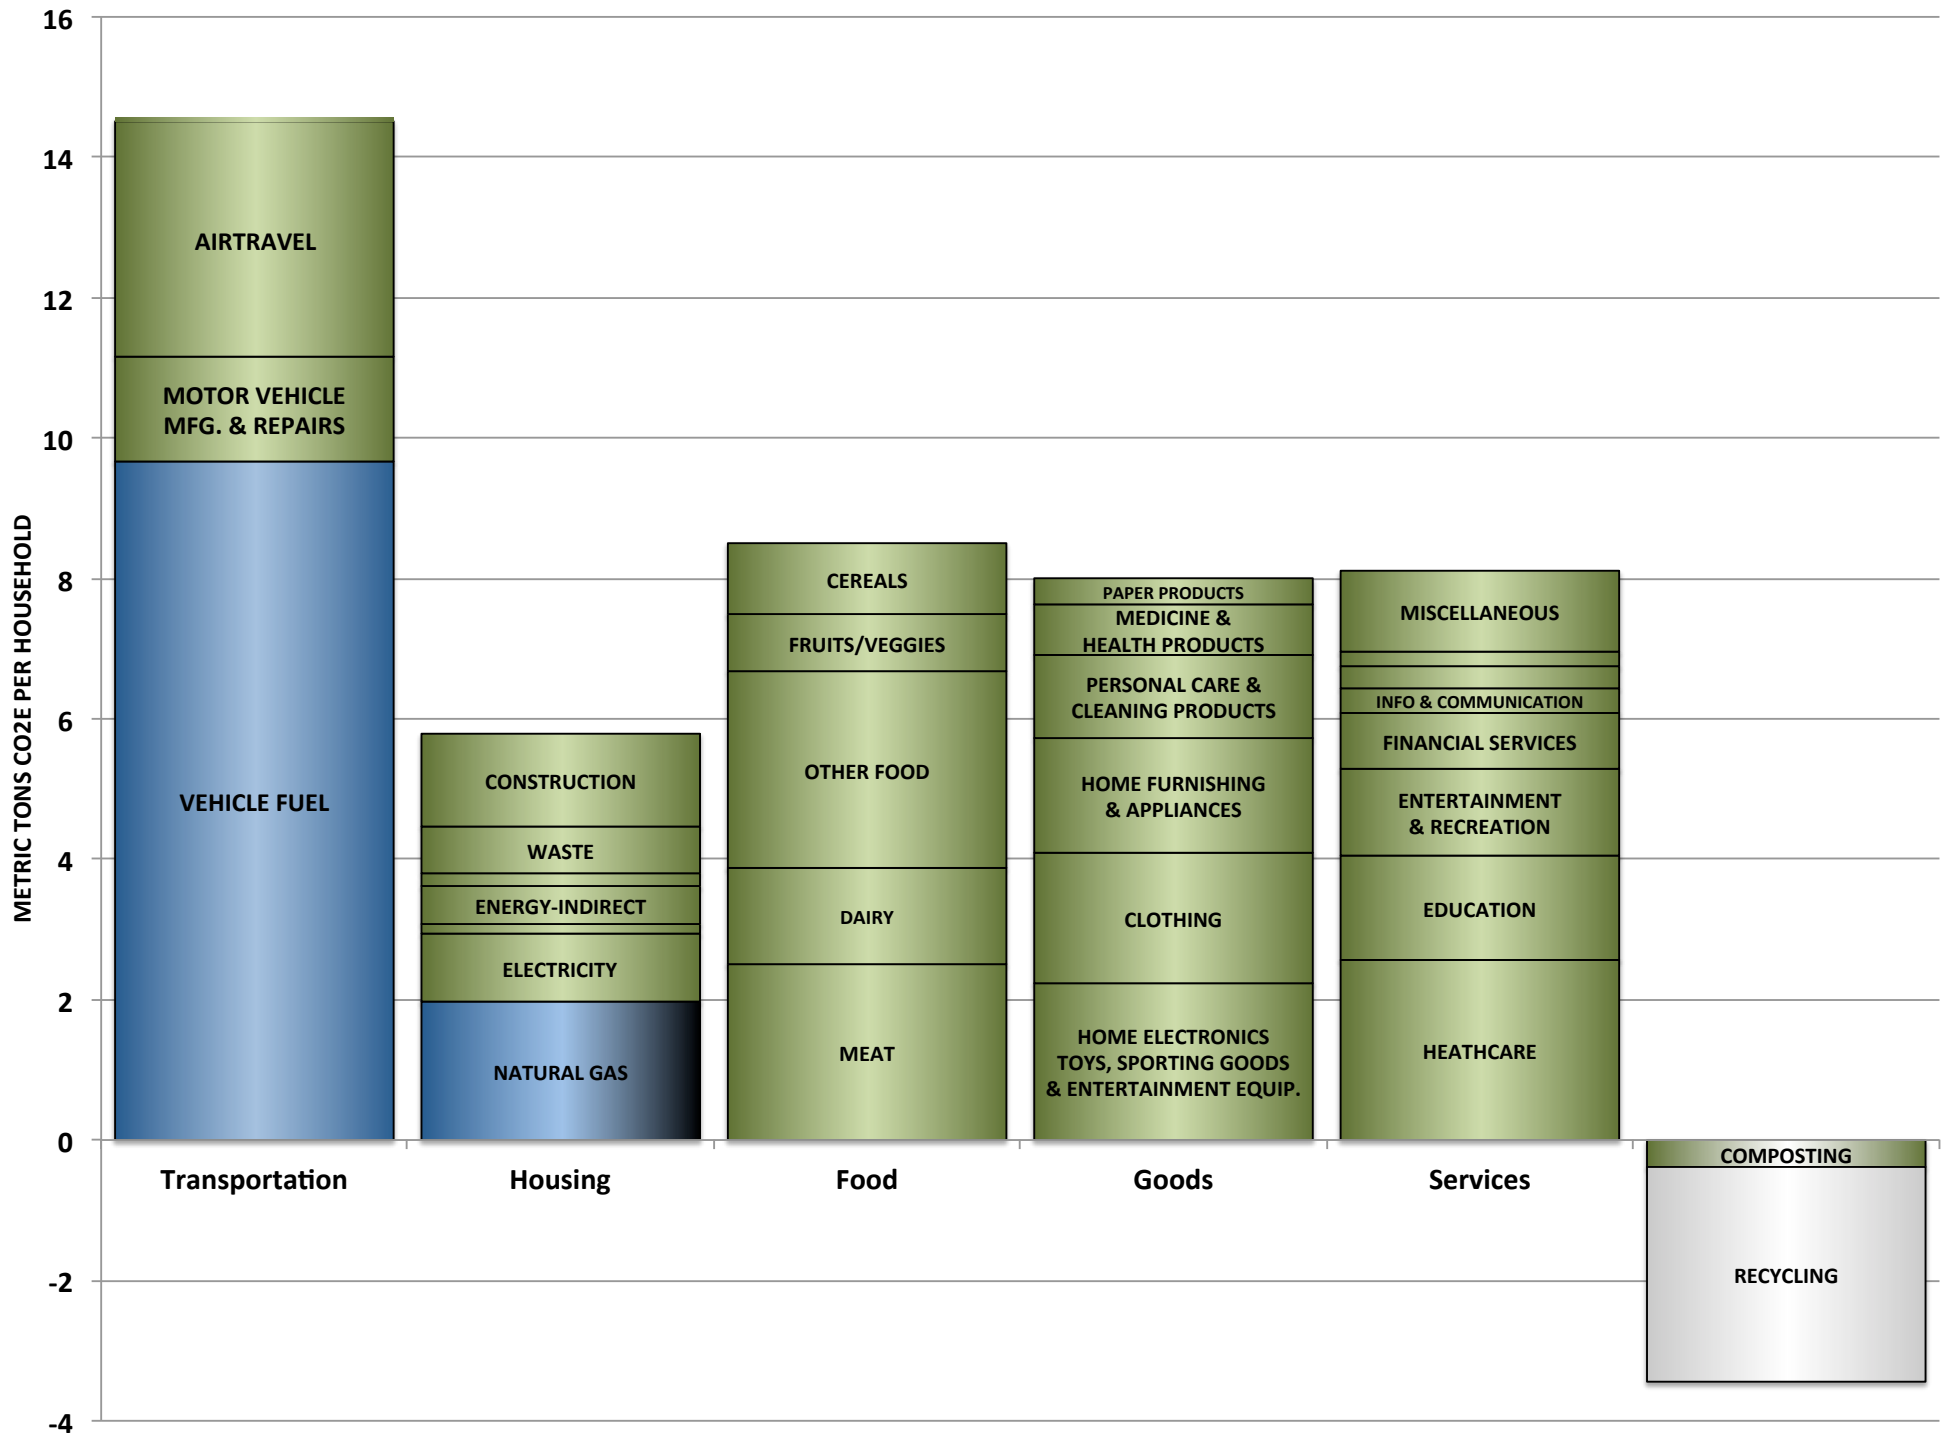 16
14
12
10
8
6
4
2
0
-2
-4
METRIC TONS CO2E PER HOUSEHOLD
AIRTRAVEL
MOTOR VEHICLE
MFG. & REPAIRS
VEHICLE FUEL
Transportation
CONSTRUCTION
WASTE
ENERGY-INDIRECT
ELECTRICITY
NATURAL GAS
Housing
CEREALS
FRUITS/VEGGIES
OTHER FOOD
DAIRY
MEAT
Food
PAPER PRODUCTS
MEDICINE &
HEALTH PRODUCTS
PERSONAL CARE &
CLEANING PRODUCTS
HOME FURNISHING
& APPLIANCES
CLOTHING
HOME ELECTRONICS
TOYS, SPORTING GOODS
& ENTERTAINMENT EQUIP.
Goods
MISCELLANEOUS
INFO & COMMUNICATION
FINANCIAL SERVICES
ENTERTAINMENT
& RECREATION
EDUCATION
HEATHCARE
Services
COMPOSTING
RECYCLING